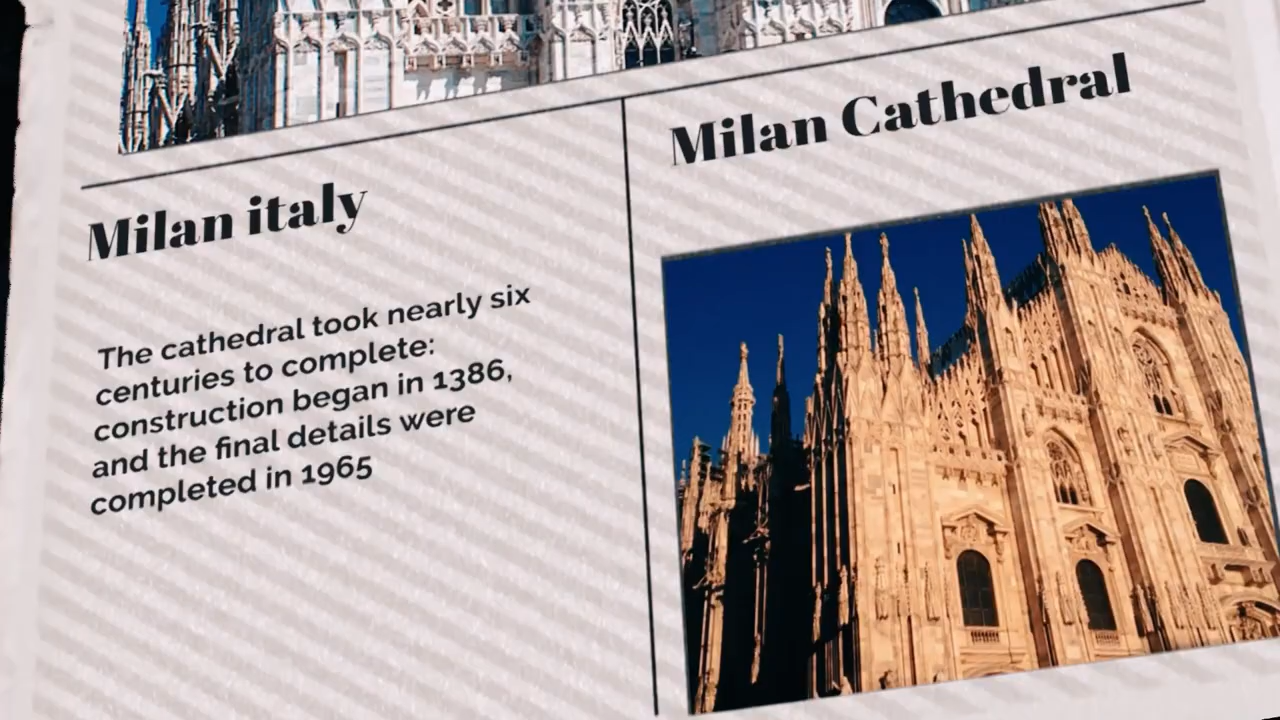 Milan italy
The cathedral took nearly six
centuries to complete:
construction began in 1386,
and the final details were
completed in 1965
Milan Cathedral